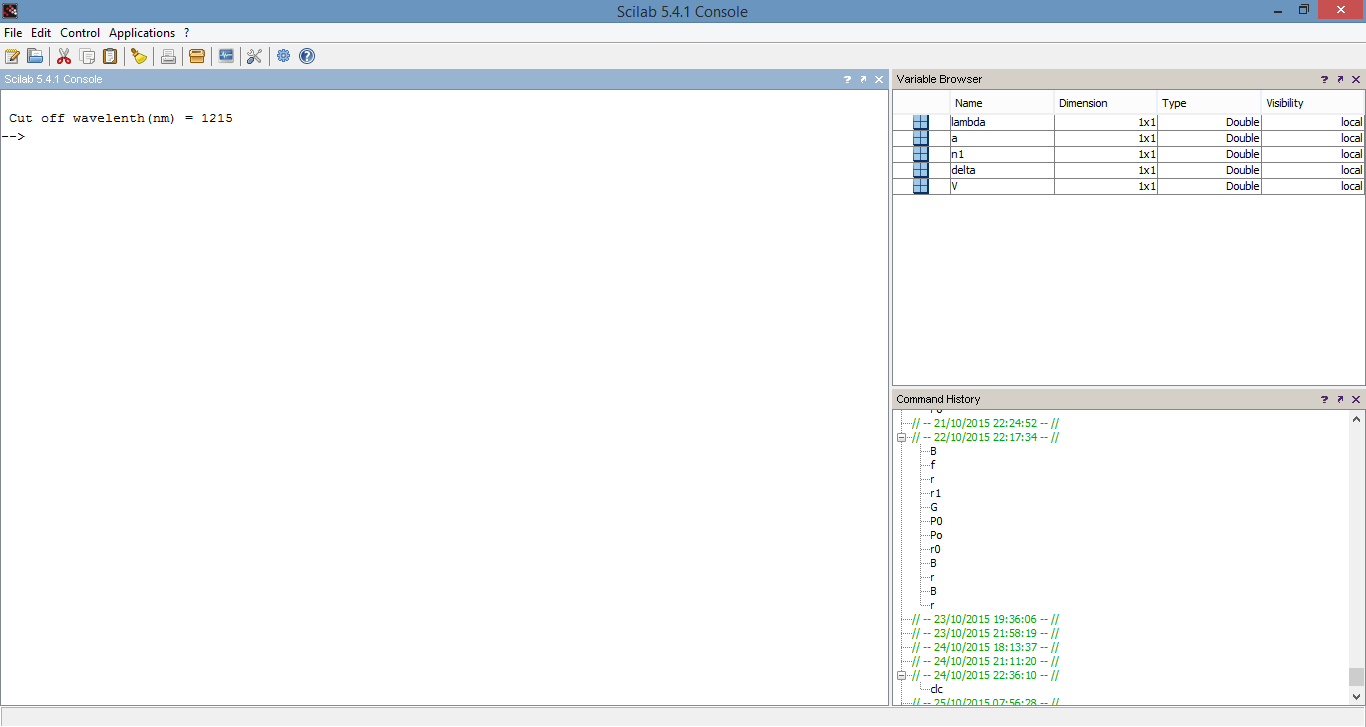 Scilab 5.4.1 Console
File Edit Control Applications ?
Scilab 5.4.1 Console
Cut off wavelenth(nm) = 1215
-->
Variable Browser
Name Dimension Type Visibility
lambda 1x1 Double local
a 1x1 Double local
n1 1x1 Double local
delta 1x1 Double local
V 1x1 Double local
Command History
// -- 21/10/2015 22:24:52 -- //
// -- 22/10/2015 22:17:34 -- //
B
f
r
r1
G
P0
Po
r0
B
r
B
r
// -- 23/10/2015 19:36:06 -- //
// -- 23/10/2015 21:58:19 -- //
// -- 24/10/2015 18:13:37 -- //
// -- 24/10/2015 21:11:20 -- //
// -- 24/10/2015 22:36:10 -- //
clc
// -- 25/10/2015 07:56:28 -- //